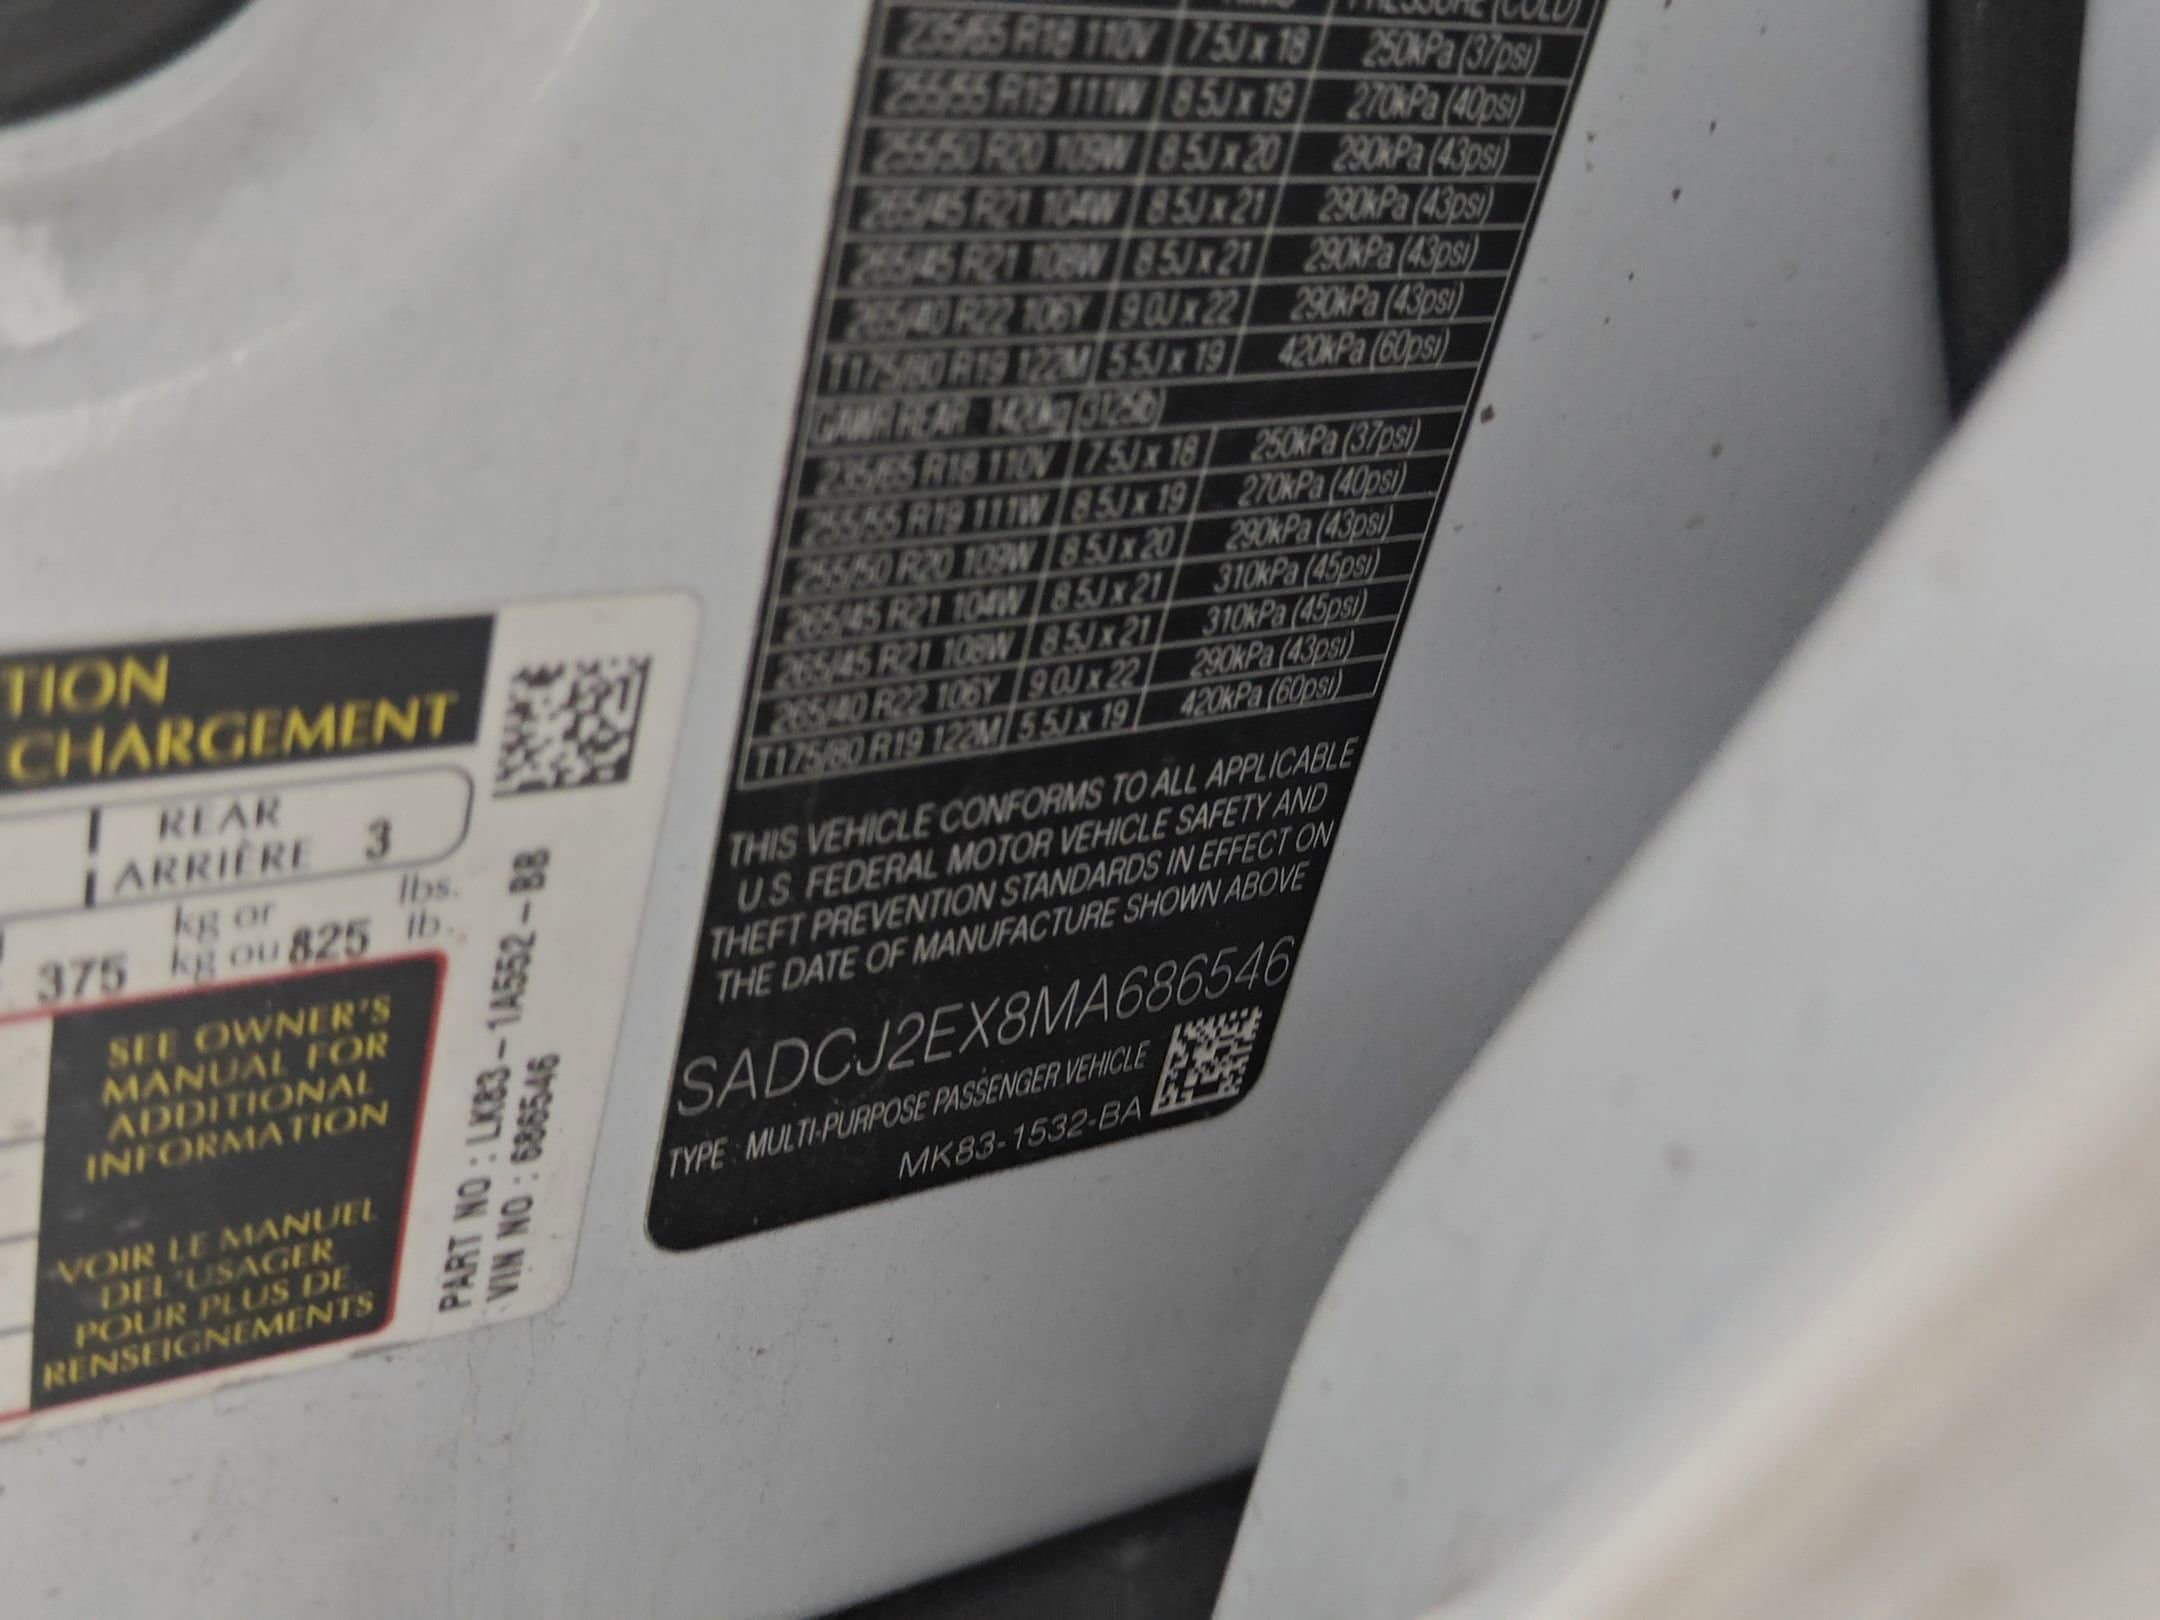 PRESSURE (COLD)
235/65 R18 110V 7.5J x 18 250kPa (37psi)
255/55 R19 111W 8.5J x 19 270kPa (40psi)
255/50 R20 109W 8.5J x 20 290kPa (43psi)
265/45 R21 104W 8.5J x 21 290kPa (43psi)
265/45 R21 108W 8.5J x 21 290kPa (43psi)
265/40 R22 106Y 9.0J x 22 290kPa (43psi)
T175/80 R19 122M 5.5J x 19 420kPa (60psi)
GAWR REAR 1420kg (3125lb)
235/65 R18 110V 7.5J x 18 250kPa (37psi)
255/55 R19 111W 8.5J x 19 270kPa (40psi)
255/50 R20 109W 8.5J x 20 290kPa (43psi)
265/45 R21 104W 8.5J x 21 310kPa (45psi)
265/45 R21 108W 8.5J x 21 310kPa (45psi)
265/40 R22 106Y 9.0J x 22 290kPa (43psi)
T175/80 R19 122M 5.5J x 19 420kPa (60psi)
THIS VEHICLE CONFORMS TO ALL APPLICABLE
U.S. FEDERAL MOTOR VEHICLE SAFETY AND
THEFT PREVENTION STANDARDS IN EFFECT ON
THE DATE OF MANUFACTURE SHOWN ABOVE
SADCJ2EX8MA686546
TYPE : MULTI-PURPOSE PASSENGER VEHICLE
MK83-1532-BA
TION
CHARGEMENT
REAR
ARRIÈRE 3
kg or lbs.
375 kg ou 825 lb.
SEE OWNER'S
MANUAL FOR
ADDITIONAL
INFORMATION
VOIR LE MANUEL
DEL'USAGER
POUR PLUS DE
RENSEIGNEMENTS
PART NO : LK83-1A552-BB
VIN NO : 686546